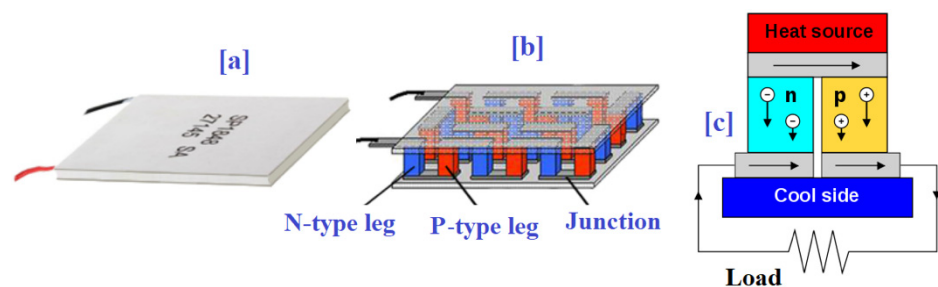 [a]
SP1848
27145 SA
[b]
N-type leg
P-type leg
Junction
[c]
Heat source
n
p
Cool side
Load